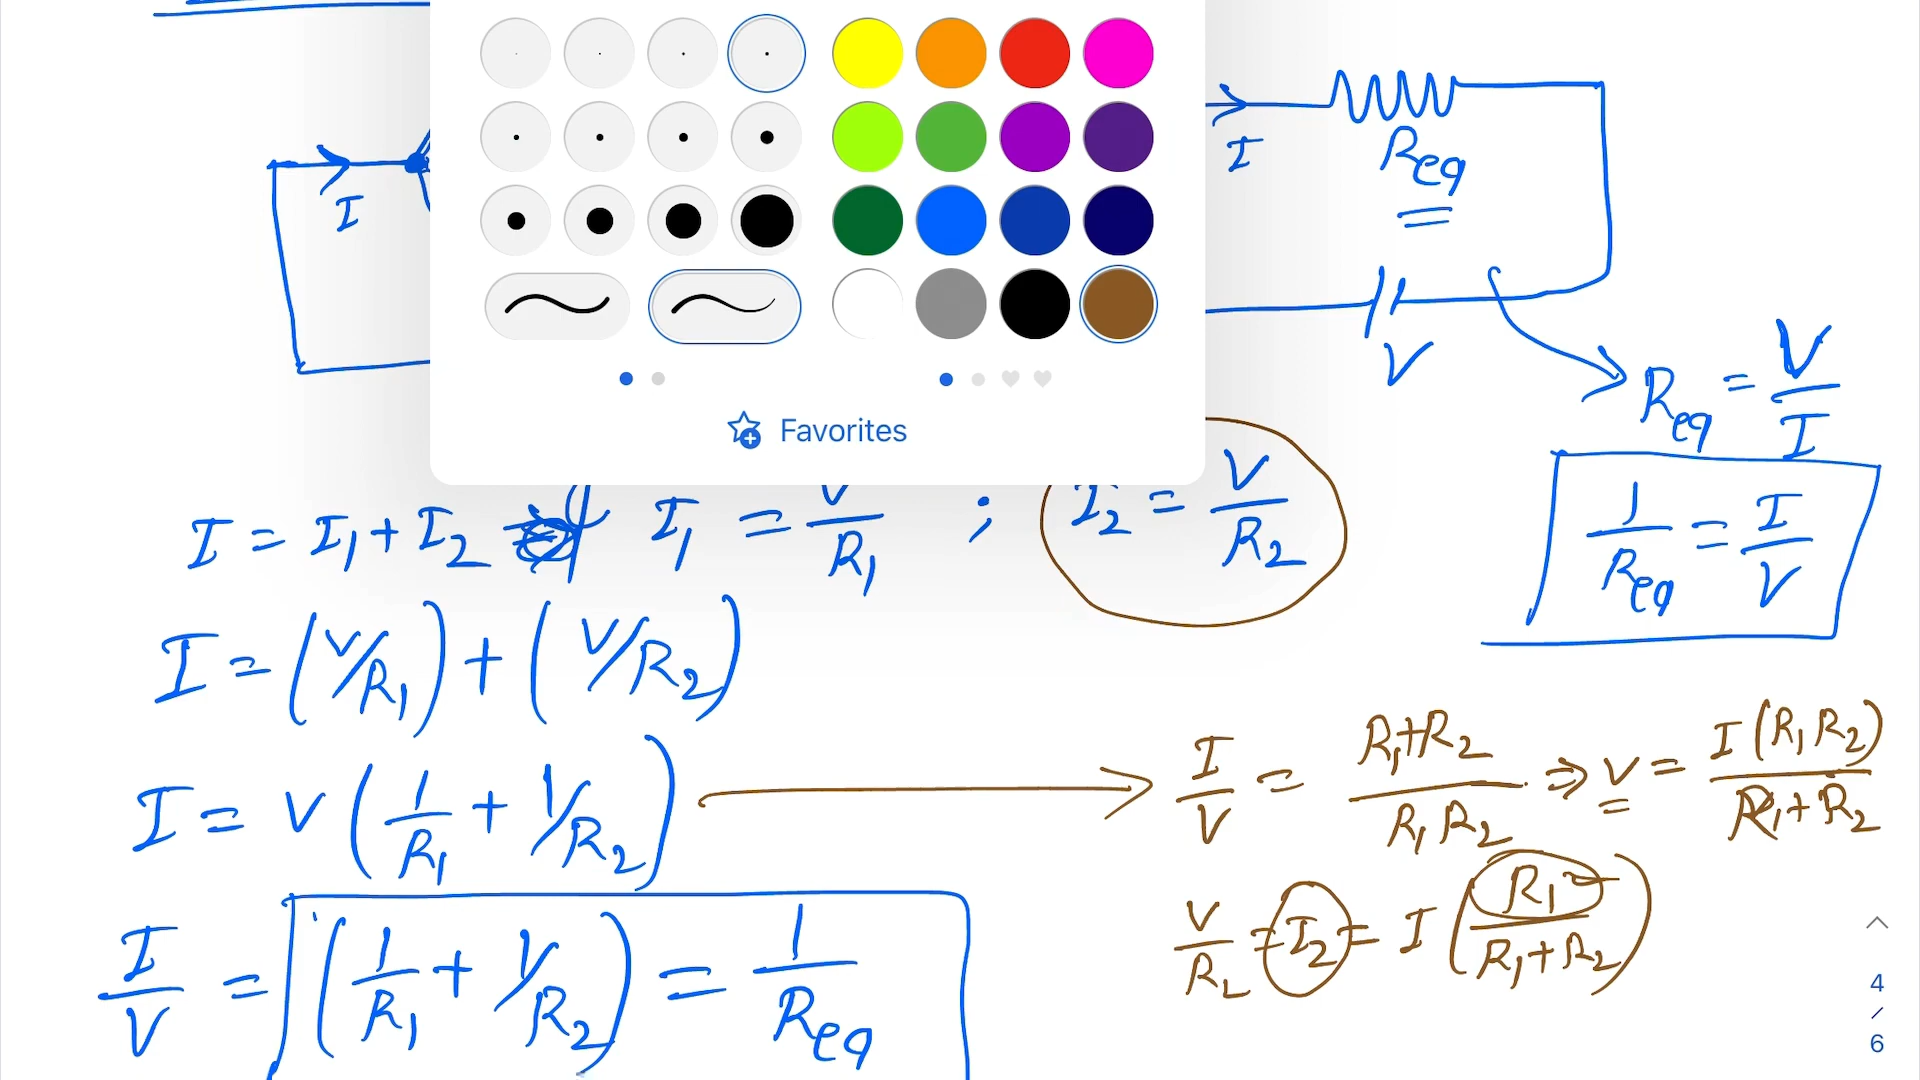 I
I
Req
V
Req = V/I
Favorites
I = I₁ + I₂ I₁ = V/R₁ ; I₂ = V/R₂
1/Req = I/V
I = (V/R₁) + (V/R₂)
I = V (1/R₁ + 1/R₂)
I/V = (R₁+R₂)/(R₁R₂) ⇒ V = I(R₁R₂)/(R₁+R₂)
V/R₂ = I₂ = I (R₁/(R₁+R₂))
I/V = (1/R₁ + 1/R₂) = 1/Req
4
/
6